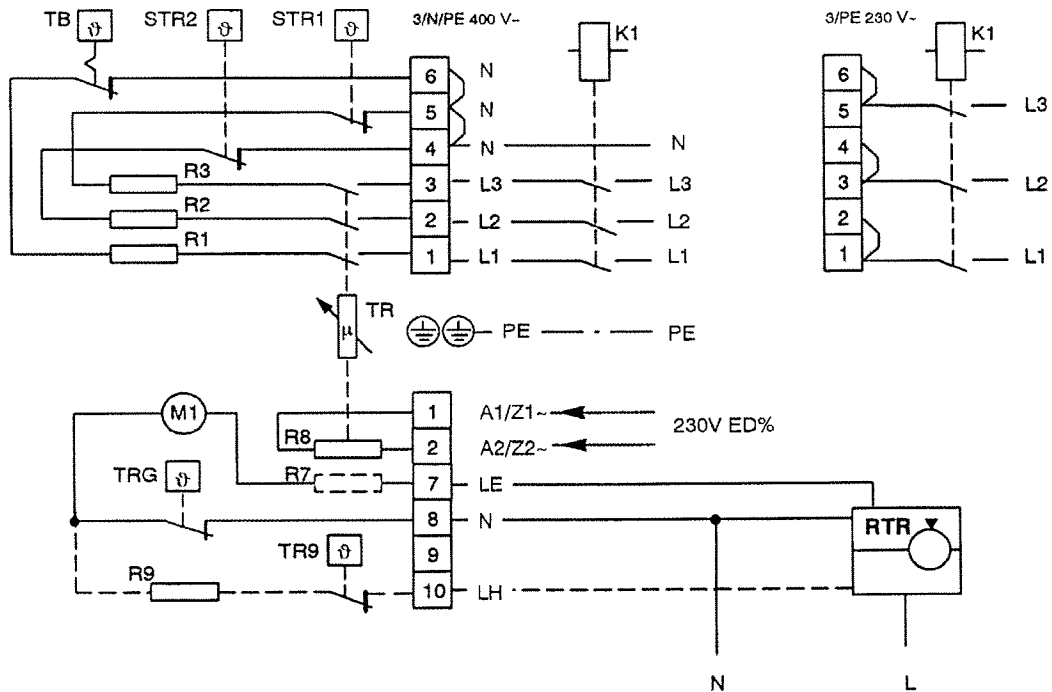 TB STR2 STR1 3/N/PE 400 V~ 3/PE 230 V~
ϑ ϑ ϑ K1 K1
6 N 6
5 N 5 L3
4 N N 4
R3 3 L3 L3 3 L2
R2 2 L2 L2 2
R1 1 L1 L1 1 L1
TR
μ PE PE
M1 1 A1/Z1~ 230V ED%
R8 2 A2/Z2~
TRG ϑ R7 7 LE
8 N RTR
TR9 ϑ 9
R9 10 LH
N L